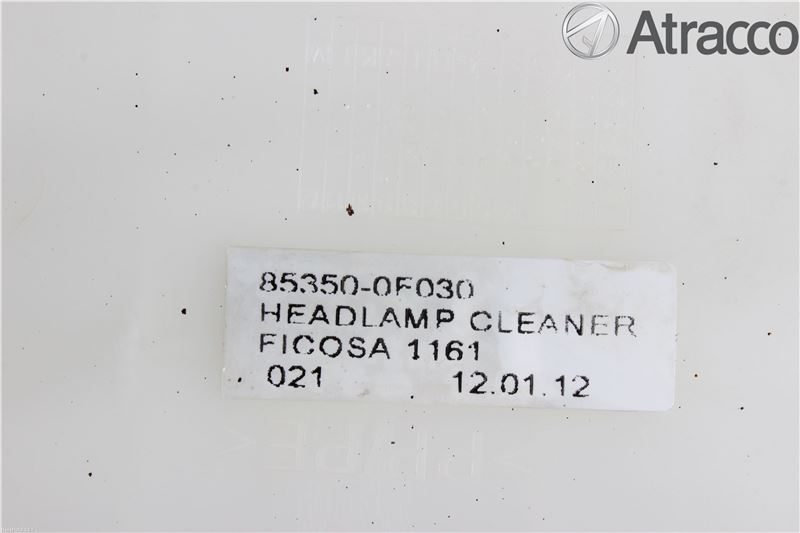 Atracco
85350-0F030
HEADLAMP CLEANER
FICOSA 1161
021 12.01.12